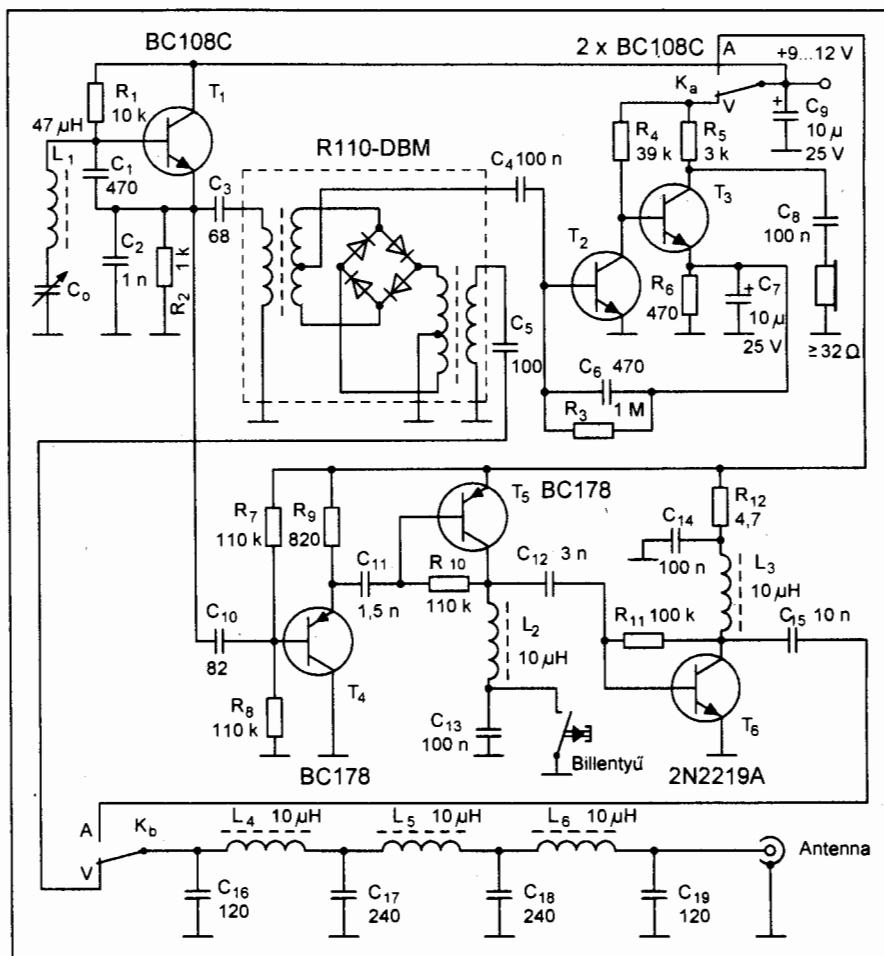 BC108C
2 x BC108C
A
+9...12 V
R1
10 k
T1
Ka
V
C9
10 µ
25 V
47 µH
L1
R110-DBM
C4 100 n
R4
39 k
R5
3 k
C1
470
C3
68
T3
C8
100 n
T2
C2
1 n
1 k
R2
Co
C5
100
R6
470
C7
10 µ
25 V
≥ 32 Ω
C6 470
R3 1 M
T5
BC178
R7
110 k
R9
820
R12
4,7
C14
100 n
C11
1,5 n
R10
110 k
C12 3 n
L3
10 µH
C15 10 n
R11 100 k
C10
82
L2
10 µH
T4
R8
110 k
C13
100 n
T6
Billentyű
BC178
2N2219A
A
Kb
V
L4 10 µH
L5 10 µH
L6 10 µH
Antenna
C16
120
C17
240
C18
240
C19
120